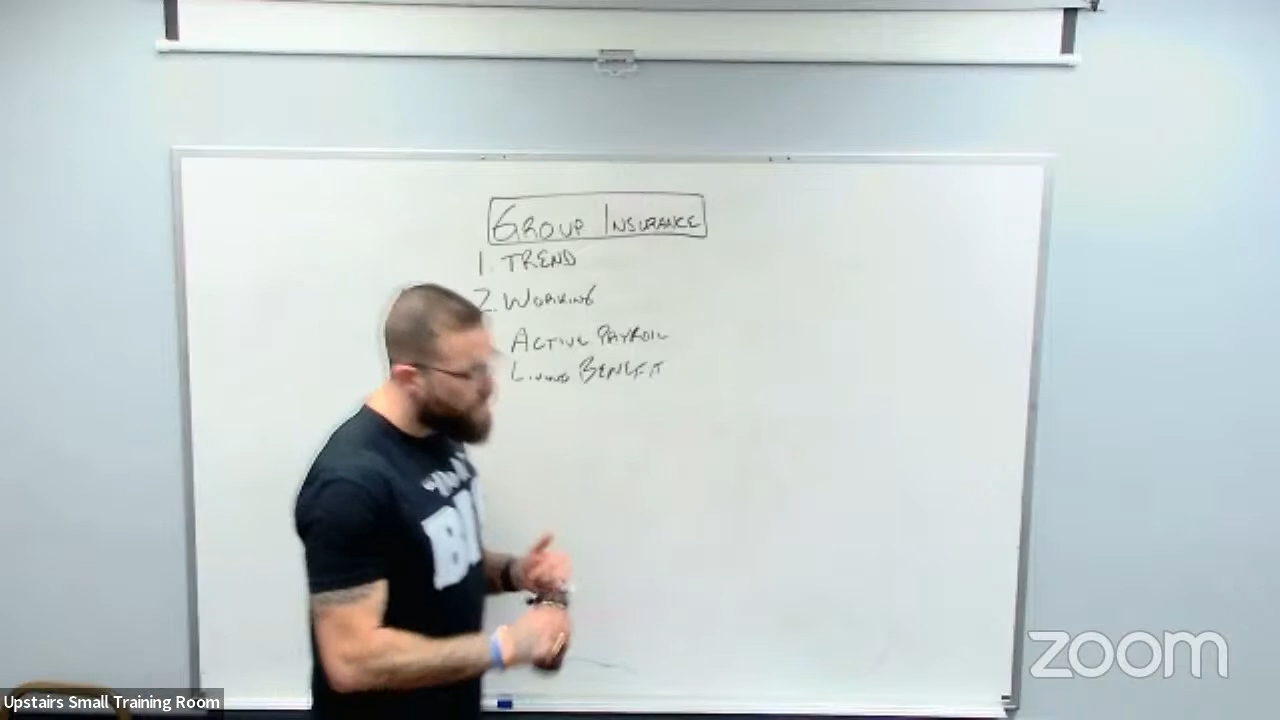 GROUP INSURANCE
1. TREND
2. WORKING
ACTIVE PAYROLL
LIVING BENEFIT
zoom
Upstairs Small Training Room